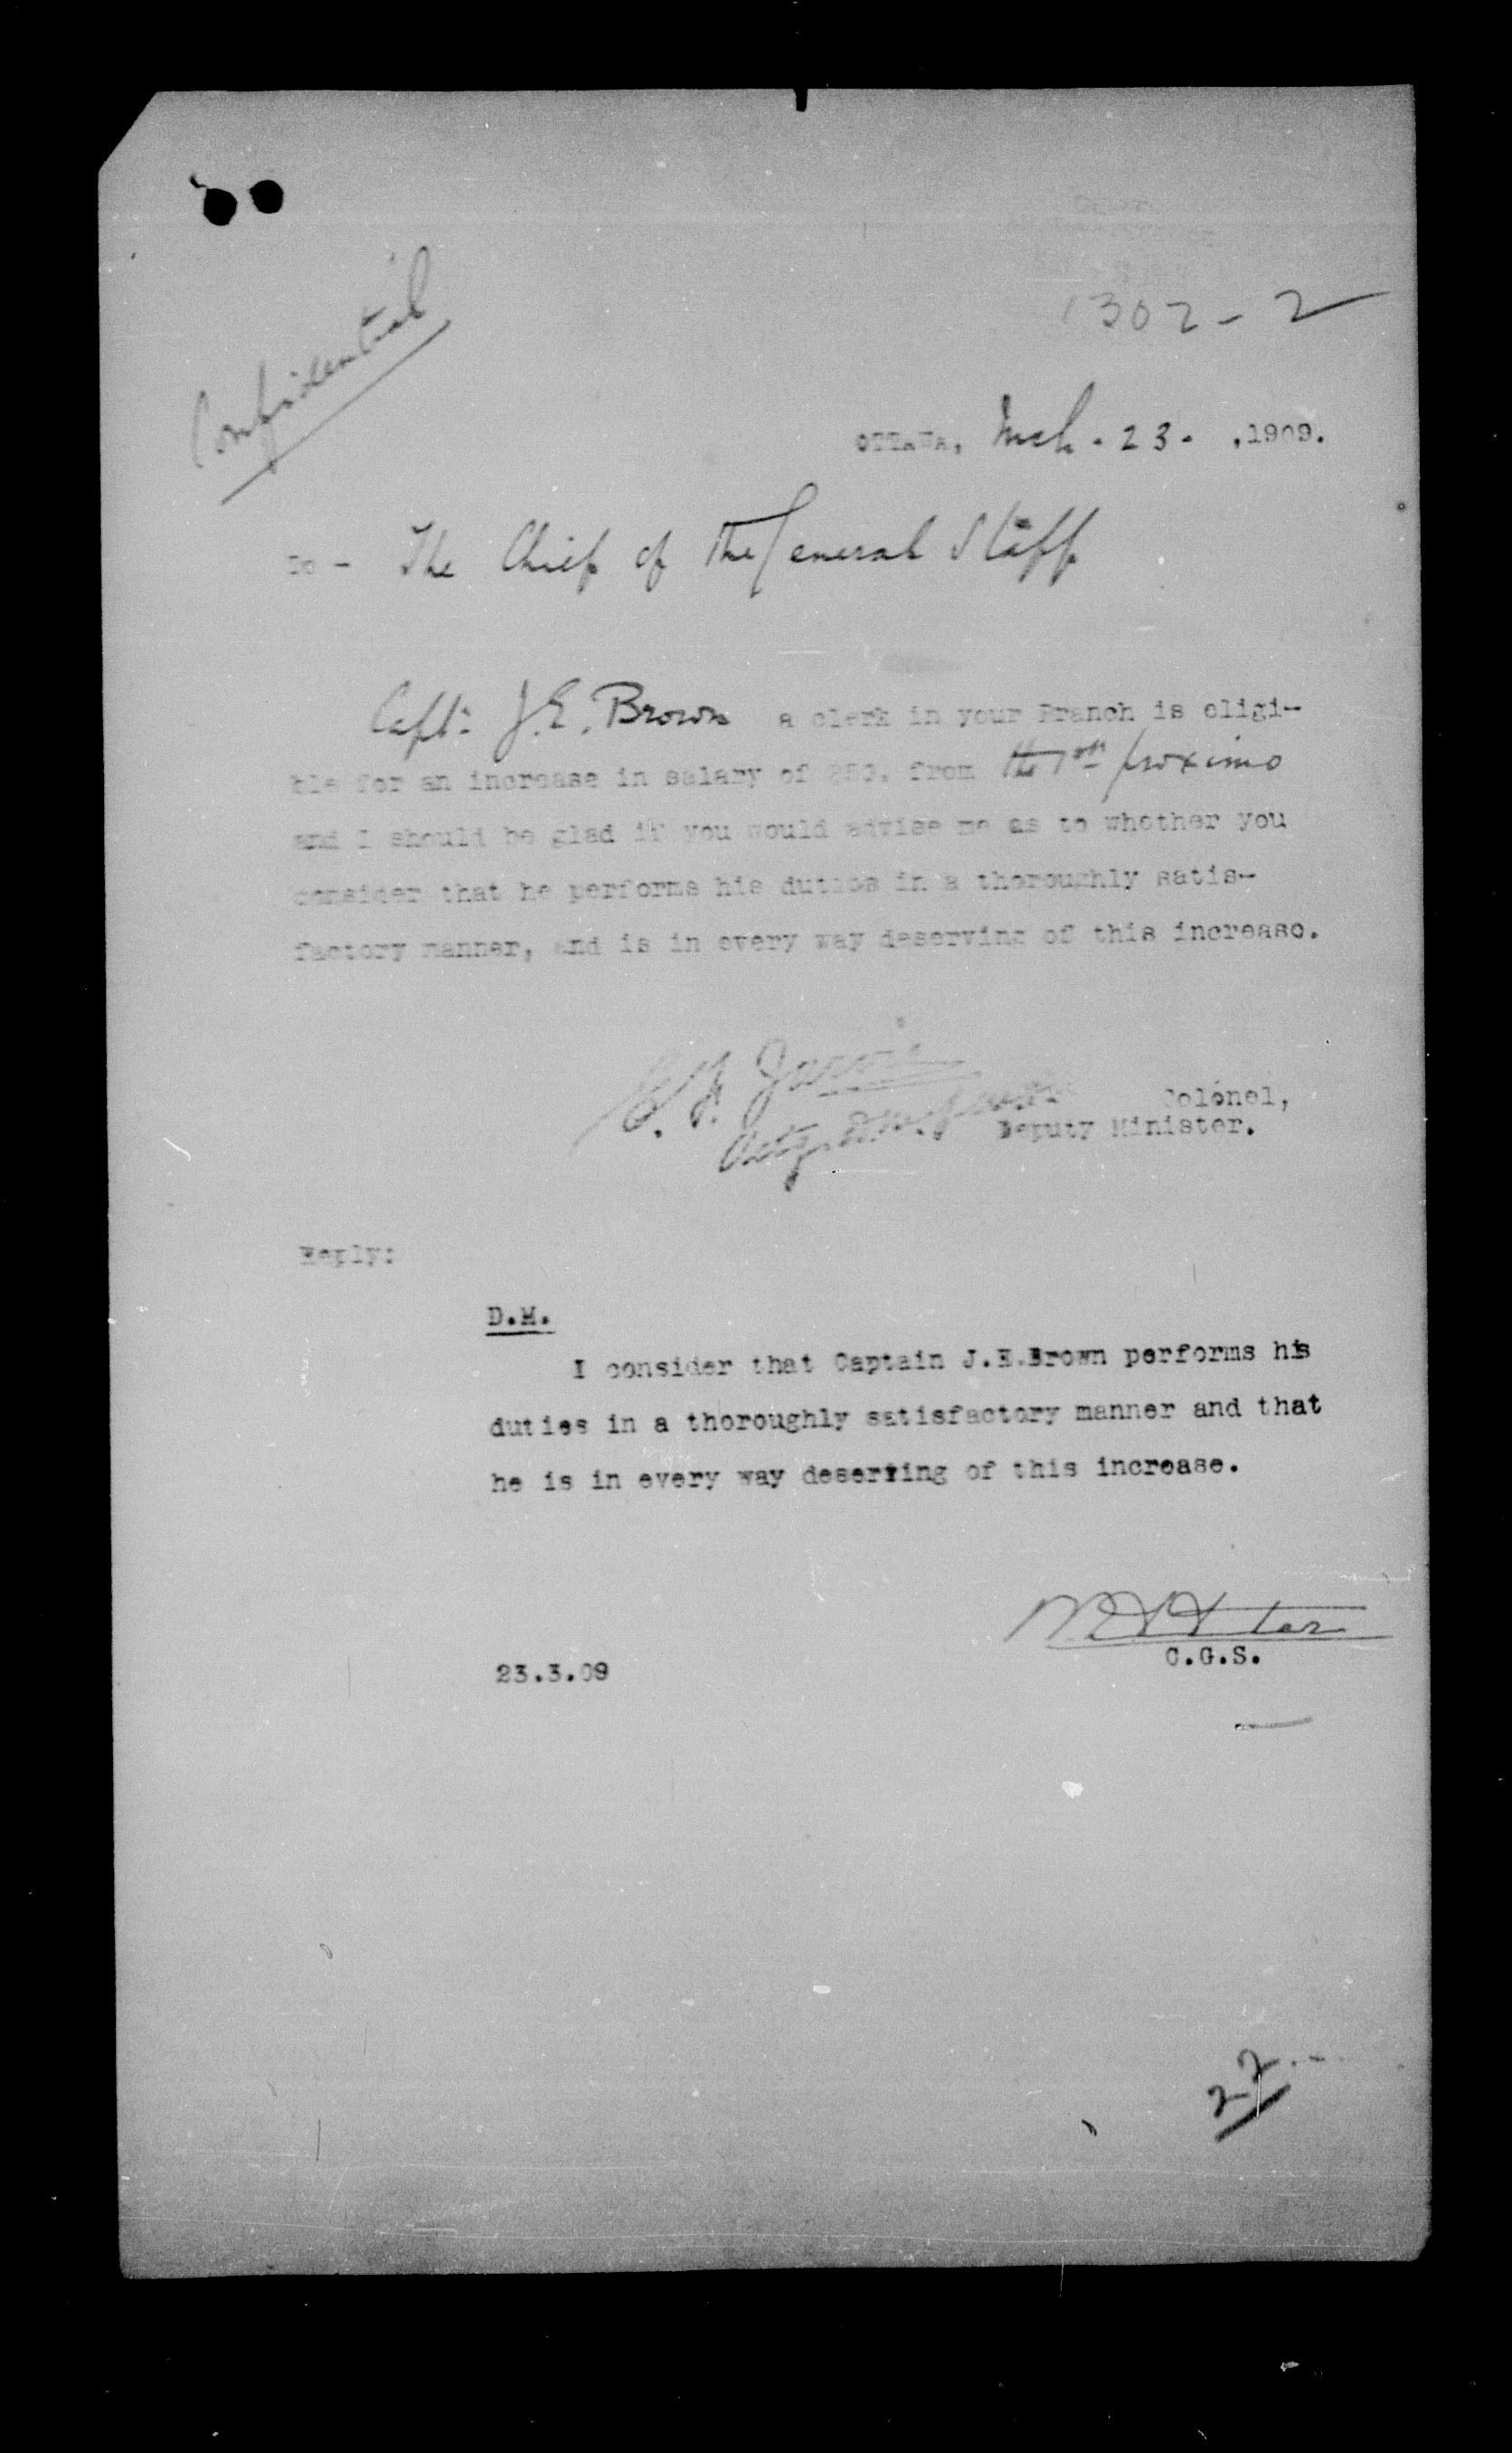 1302-2
Confidential
OTTAWA, Mch. 23. ,1909.
To - The Chief of the General Staff
Capt. J.E. Brown a clerk in your Branch is eligi-
ble for an increase in salary of $50. from the 1st proximo
and I should be glad if you would advise me as to whether you
consider that he performs his duties in a thoroughly satis-
factory manner, and is in every way deserving of this increase.
C. F. Jarvis
Colonel,
Actg. Deputy Minister.
Reply:
D.M.
I consider that Captain J.E.Brown performs his
duties in a thoroughly satisfactory manner and that
he is in every way deserving of this increase.
C.G.S.
23.3.09
27